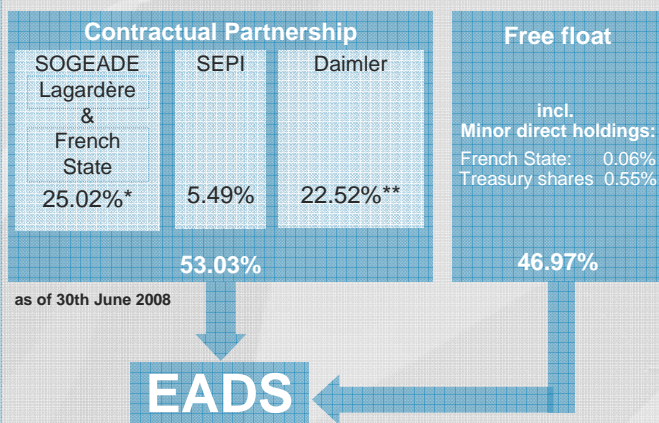 Contractual Partnership
SOGEADE
Lagardère
&
French
State
25.02%*
SEPI
5.49%
Daimler
22.52%**
53.03%
Free float
incl.
Minor direct holdings:
French State: 0.06%
Treasury shares 0.55%
46.97%
as of 30th June 2008
EADS